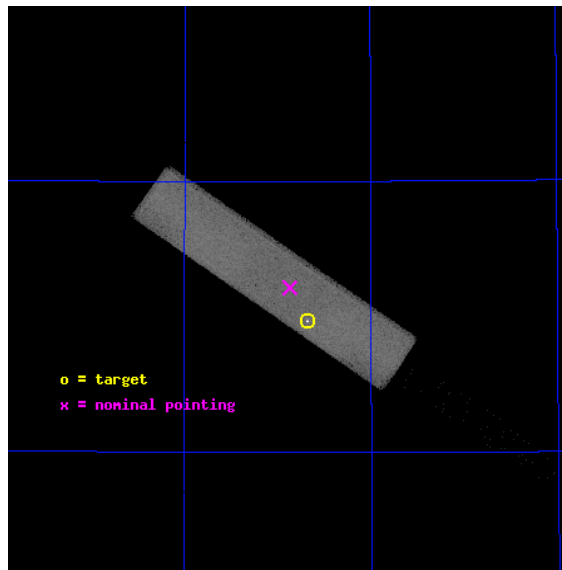 o = target
x = nominal pointing